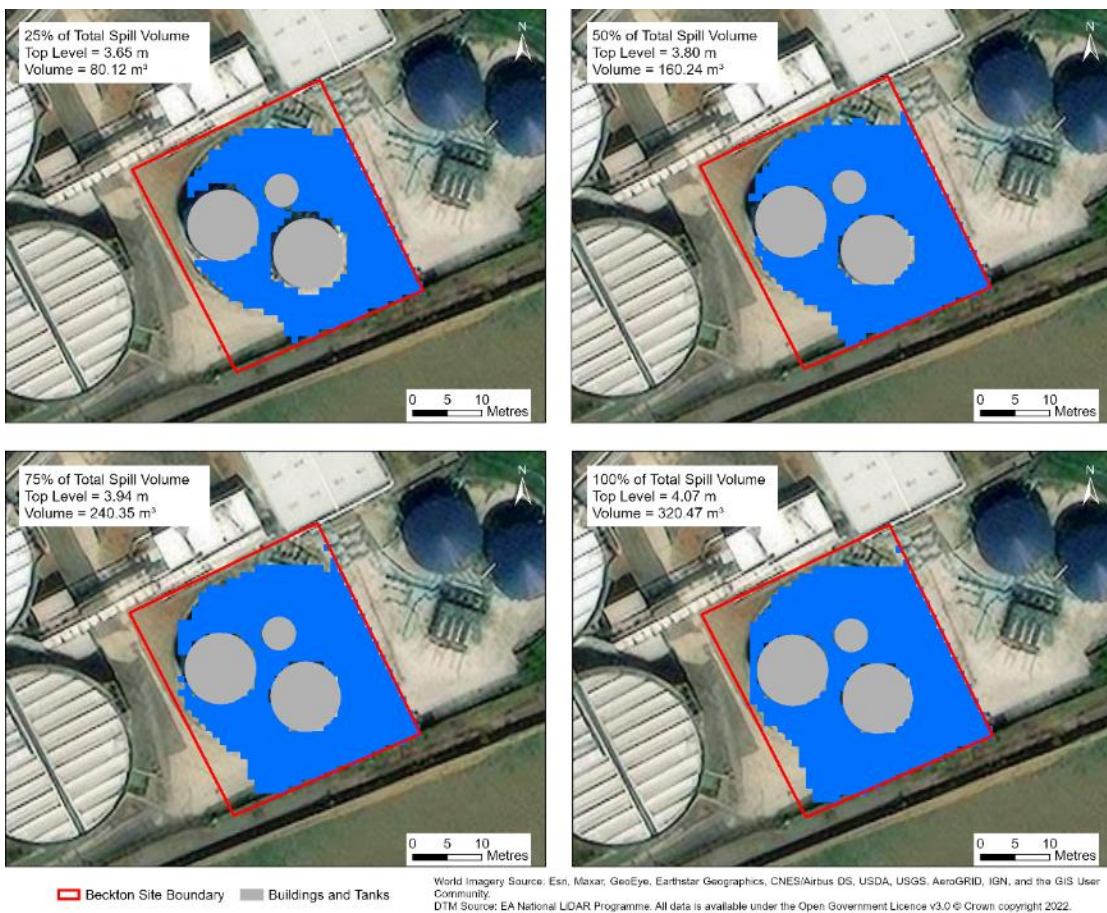 25% of Total Spill Volume
Top Level = 3.65 m
Volume = 80.12 m³
N
0 5 10
Metres
50% of Total Spill Volume
Top Level = 3.80 m
Volume = 160.24 m³
N
0 5 10
Metres
75% of Total Spill Volume
Top Level = 3.94 m
Volume = 240.35 m³
N
0 5 10
Metres
100% of Total Spill Volume
Top Level = 4.07 m
Volume = 320.47 m³
N
0 5 10
Metres
Beckton Site Boundary
Buildings and Tanks
World Imagery Source: Esri, Maxar, GeoEye, Earthstar Geographics, CNES/Airbus DS, USDA, USGS, AeroGRID, IGN, and the GIS User
Community.
DTM Source: EA National LiDAR Programme. All data is available under the Open Government Licence v3.0 © Crown copyright 2022.